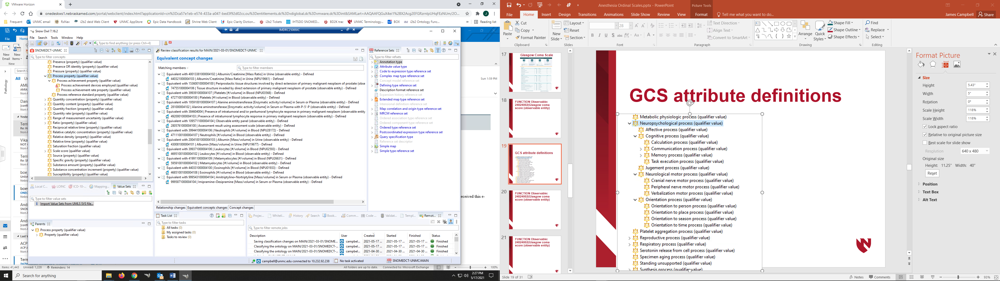 VMware Horizon
onedeskws1.nebraskamed.com/portal/webclient/index.html?applicationId=cn%3Dca57e1eb-e574-433a-a047-bed3f92d02cc,ou%3Dentitlements,dc%3Dvdiglobal,dc%3Dvmware,dc%3Dint&SAMLart=AAQAAFQGuX4ei1%2BX2Acg2EFGRzrnIpUHqFEzNUm/2O...
Frequent UNMC email RxNav i2b2 deid Web Client UNMC AppStore Epic Data Handbook Shrine Web Client Epic Clarity Diction... i2b2 Tickets IHTSDO SNOMED... BD2K trac UNMC Terminology... BOX i2b2 Ontology Func... Reading list
Snow Owl 7.16.2
IMDRC25069JC
File Search Tools Window Help
Type to find anything (or press Ctrl+4)
SNOMEDCT-UNMC
Type to filter concepts
Presence (property) (qualifier value)
Presence OR identity (property) (qualifier value)
Pressure (property) (qualifier value)
Process property (qualifier value)
Process achievement property (qualifier value)
Process achievement devices employed (qualifier value)
Process achievement rate property (qualifier value)
Process reference standard property (qualifier value)
Quantity concentration (property) (qualifier value)
Quantity content (property) (qualifier value)
Quantity fraction (property) (qualifier value)
Quantity rate (property) (qualifier value)
Range of measurement uncertainty (qualifier value)
Ratio (property) (qualifier value)
Reciprocal relative time (property) (qualifier value)
Relative catalytic concentration (property) (qualifier value)
Relative density (property) (qualifier value)
Relative time (property) (qualifier value)
Saturation fraction (qualifier value)
Scale score (qualifier value)
Source (property) (qualifier value)
Specific gravity (property) (qualifier value)
Substance amount (property) (qualifier value)
Substance concentration increment (property) (qualifier value)
Susceptibility (property) (qualifier value)
Local C... LOINC ICD-10-... Mapping... Value Sets
Type to filter value sets
Import Value Sets from UMLS SVS file...
Parents
Process property (qualifier value)
Property (qualifier value)
Review classification results for MAIN/2021-03-01/SNOMEDCT-UNMC
Equivalent concept changes
Matching members: -
Type to filter members
Equivalent with 40013381000004102 | Albumin/Creatinine [Mass Ratio] in Urine (observable entity) - Defined
440321000004103 | Albumin/Creatinine [Mass Ratio] in Urine (NPU19661) - Defined
Equivalent with 1536001000004100 | Periprostactic tissue structures involved by direct extension of primary malignant neoplasm of prostate (obse
747551000004106 | Tissue structure invaded by direct extension of primary malignant neoplasm of prostate (observable entity) - Defined
Equivalent with 399391000004107 | Platelets [#/volume] in Blood (NPU03568) - Defined
472710100004100 | Platelets [#/volume] in Blood (observable entity) - Defined
Equivalent with 195910010000004107 | Alanine aminotransferase [Enzymatic activity/volume] in Serum or Plasma (observable entity) - Defined
281000004102 | Alanine aminotransferase [Enzymatic activity/volume] in Serum or Plasma with P-5'-P (observable entity) - Defined
Equivalent with 384604004 | Presence of intratumoral and/or peritumoral lymphocyte response in primary malignant neoplasm (observable entity
4920001000004103 | Presence of intratumoral lymphocyte response in primary malignant neoplasm (observable entity) - Defined
Equivalent with 1095711000004104 | Observable entity panel (observable entity) - Defined
2805761000004100 | Assessment result using assessment scale (observable entity) - Defined
Equivalent with 399441000004106 | Neutrophils [#/volume] in Blood (NPU28172) - Defined
47111001000004107 | Neutrophils [#/volume] in Blood (observable entity) - Defined
Equivalent with 20041001000004103 | Albumin [Mass/volume] in Urine (observable entity) - Defined
430081000004101 | Albumin [Mass/volume] in Urine (NPU19677) - Defined
Equivalent with 399371000004106 | Leukocytes [#/volume] in Blood (NPU02593) - Defined
46951001000004102 | Leukocytes [#/volume] in Blood (observable entity) - Defined
Equivalent with 419911000004109 | Metamyelocytes [#/volume] in Blood (NPU26631) - Defined
59591001000004102 | Metamyelocytes [#/volume] in Blood (observable entity) - Defined
Equivalent with 440331000004100 | Eosinophils [#/volume] in Blood (NPU01933) - Defined
46851001000004108 | Eosinophils [#/volume] in Blood (observable entity) - Defined
Equivalent with 9995431000004104 | Amitriptyline+Nortriptyline [Mass/volume] in Serum or Plasma (observable entity) - Defined
9995871000004104 | Imipramine+Desipramine [Mass/volume] in Serum or Plasma (observable entity) - Defined
Relationship changes Equivalent concepts changes Concept changes
Reference Sets
Type to filter refsets
Annotation type
Attribute value type
Code to expression type reference set
Complex map type reference set
Concept model reference set
Defining type reference set
Description format reference set
Expansion history reference set
Extended map type reference set
Intensional definition reference set
Map correlation and origin type reference set
MRCM reference set
Ordered association type reference set
Ordered component type reference set
Ordered type reference set
Postcoordinated expression type reference set
Query specification type
Reference set descriptor
Simple map
Simple type reference set
Task List
Type to filter tasks
All tasks (0)
My assigned tasks (0)
Tasks to review (0)
Projec... Whiteli... History Search Book... Comm... Code ... Validat... Templ... Remot...
Type to filter remote jobs
Description User Created Started Finished Status
Saving classification changes on MAIN/2021-03-01/SNOME... campbel... 2021-05-17 ... 2021-05-17 ... 2021-05-17 ... Finished
Classifying the ontology on MAIN/2021-03-01/SNOMEDCT-... campbel... 2021-05-17 ... 2021-05-17 ... 2021-05-17 ... Finished
Classifying the ontology on MAIN/2021-03-01/SNOMEDCT-... campbel... 2021-04-30 ... 2021-04-30 ... 2021-04-30 ... Finished
campbell@unmc.edu connected to 10.232.92.238 No task activated SNOMEDCT-UNMC:MAIN
File Home
New Email
New Items
New
Pathology
All
Sun 1:59 PM
eceived this e-
Items: 41,443 Unread: 1,228 Reminders: 14 All folders are up to date. Connected to: Microsoft Exchange 100%
Search for anything
2:27 PM
5/17/2021
Anesthesia Ordinal Scales.pptx - PowerPoint
Picture Tools
File Home Insert Design Transitions Animations Slide Show Review View Format Tell me what you want to do... James Campbell Share
Paste
Cut
Copy
Format Painter
Clipboard
New Slide
Layout
Reset
Section
Slides
28
Font
Text Direction
Align Text
Convert to SmartArt
Paragraph
Arrange
Quick Styles
Shape Fill
Shape Outline
Shape Effects
Drawing
Find
Replace
Select
Editing
17
Glasgow Coma Scale
18
FUNCTION Observable:
24824002|Glasgow coma
score (observable entity)
19
GCS attribute definitions
20
FUNCTION Observable:
24824002|Glasgow coma
score (observable entity)
21
FUNCTION Observable:
24824002|Glasgow coma
score (observable entity)
GCS attribute definitions
Metabolic physiologic process (qualifier value)
Neuropsychological process (qualifier value)
Affective process (qualifier value)
Cognitive process (qualifier value)
Calculation process (qualifier value)
Communication process (qualifier value)
Memory process (qualifier value)
Task execution process (qualifier value)
Jugement process (qualifier value)
Neurological motor process (qualifier value)
Cranial nerve motor process (qualifier value)
Peripheral nerve motor process (qualifier value)
Verbalization motor process (qualifier value)
Orientation process (qualifier value)
Orientation to person process (qualifier value)
Orientation to place process (qualifier value)
Orientation to season process (qualifier value)
Orientation to time process (qualifier value)
Platelet aggregation process (qualifier value)
Reproductive process (qualifier value)
Respiratory process (qualifier value)
Serotonin release from cell process (qualifier value)
Specimen aging process (qualifier value)
Standing unsupported (qualifier value)
Synthesis process (qualifier value)
Format Picture
Size
Height 5.43"
Width 5"
Rotation 0°
Scale Height 118%
Scale Width 118%
Lock aspect ratio
Relative to original picture size
Best scale for slide show
Resolution 640 x 480
Original size
Height: 11.25" Width: 40"
Reset
Position
Text Box
Alt Text
Slide 19 of 31 Notes Comments 93%